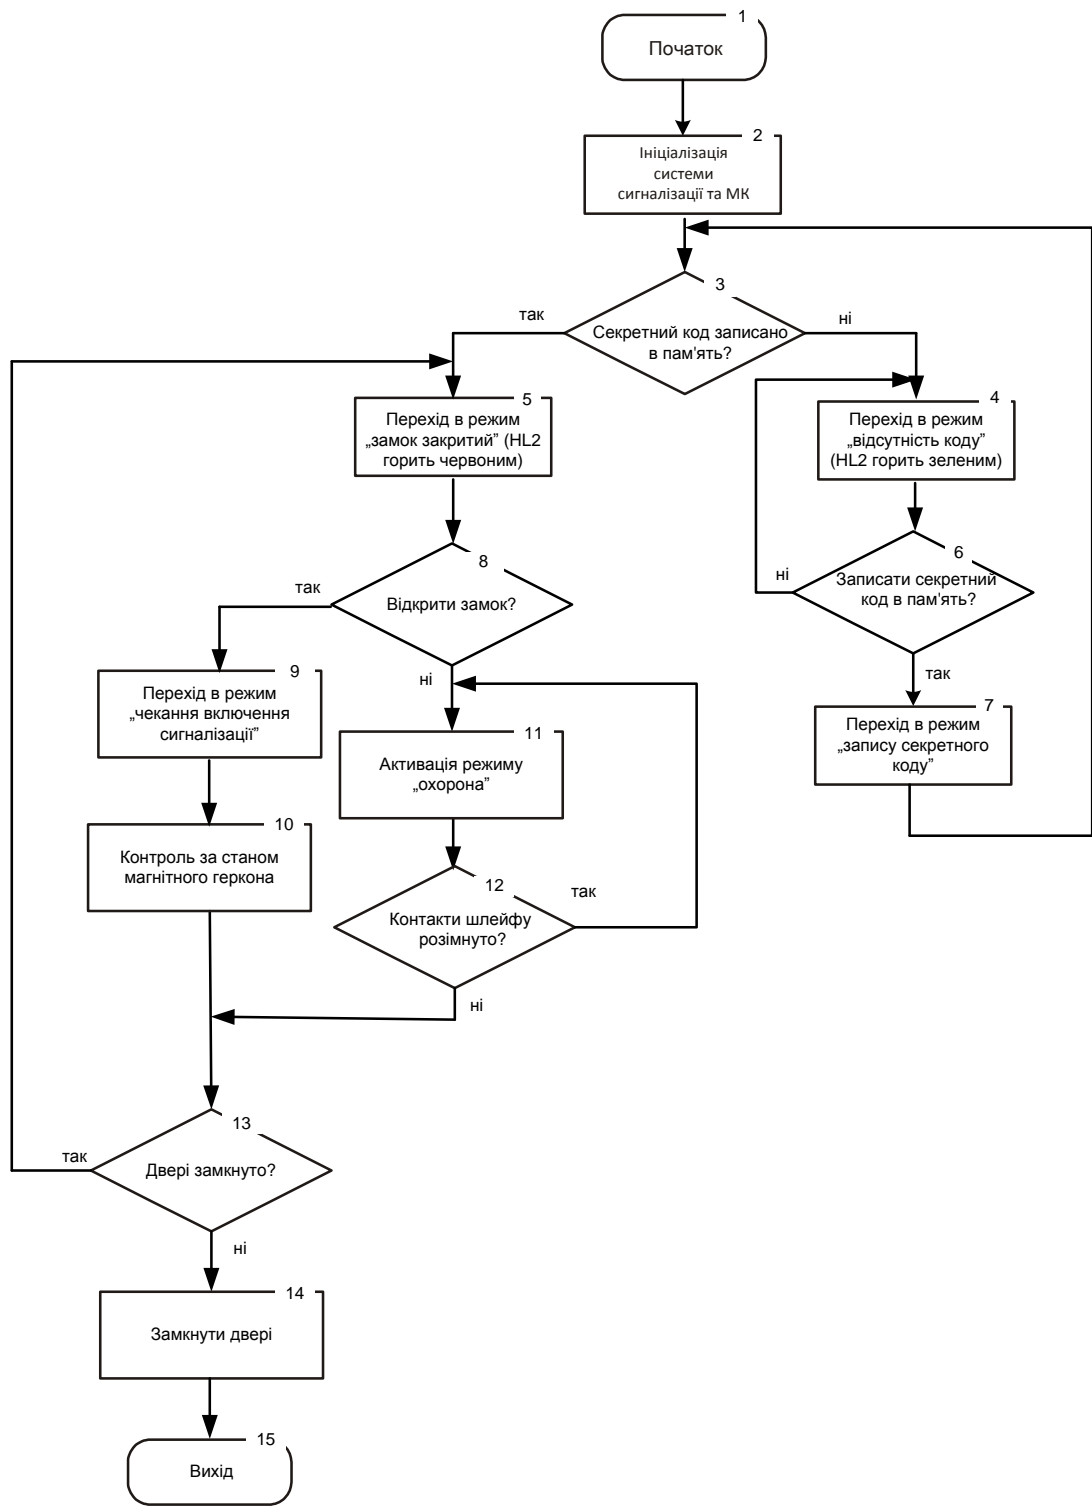 1
Початок
2
Ініціалізація
системи
сигналізації та МК
3
так
ні
Секретний код записано
в пам'ять?
5
Перехід в режим
„замок закритий” (HL2
горить червоним)
4
Перехід в режим
„відсутність коду”
(HL2 горить зеленим)
8
так
Відкрити замок?
ні
6
ні
Записати секретний
код в пам'ять?
так
9
Перехід в режим
„чекання включення
сигналізації”
11
Активація режиму
„охорона”
7
Перехід в режим
„запису секретного
коду”
10
Контроль за станом
магнітного геркона
12
так
Контакти шлейфу
розімнуто?
ні
13
так
Двері замкнуто?
ні
14
Замкнути двері
15
Вихід